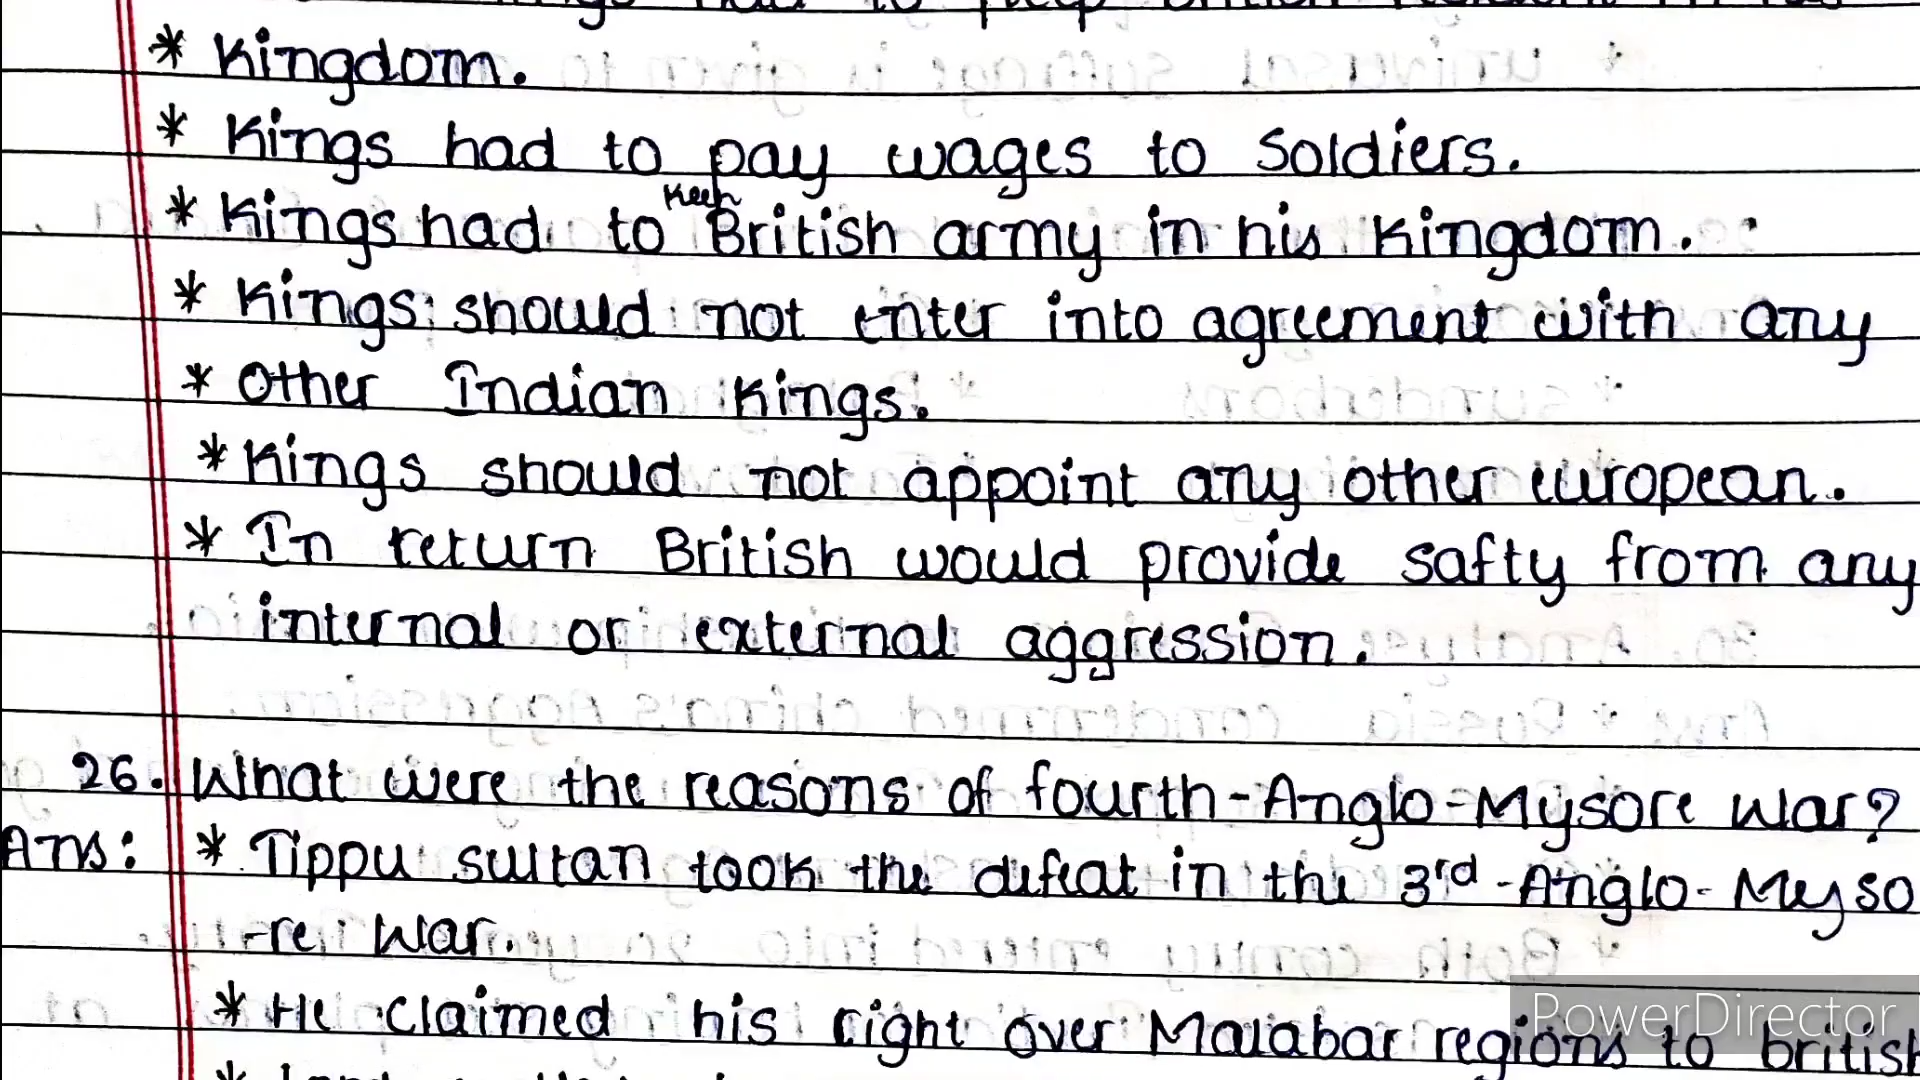 * Kingdom.
* Kings had to pay wages to Soldiers.
* Kings had to Keep British army in his Kingdom.
* Kings should not enter into agreement with any
* Other Indian Kings.
* Kings should not appoint any other european.
* In return British would provide safty from any
internal or external aggression.
26. What were the reasons of fourth-Anglo-Mysore War?
Ans: * Tippu sultan took the defeat in the 3rd-Anglo-Myso
-re War.
* He claimed his right over Malabar regions to british
PowerDirector